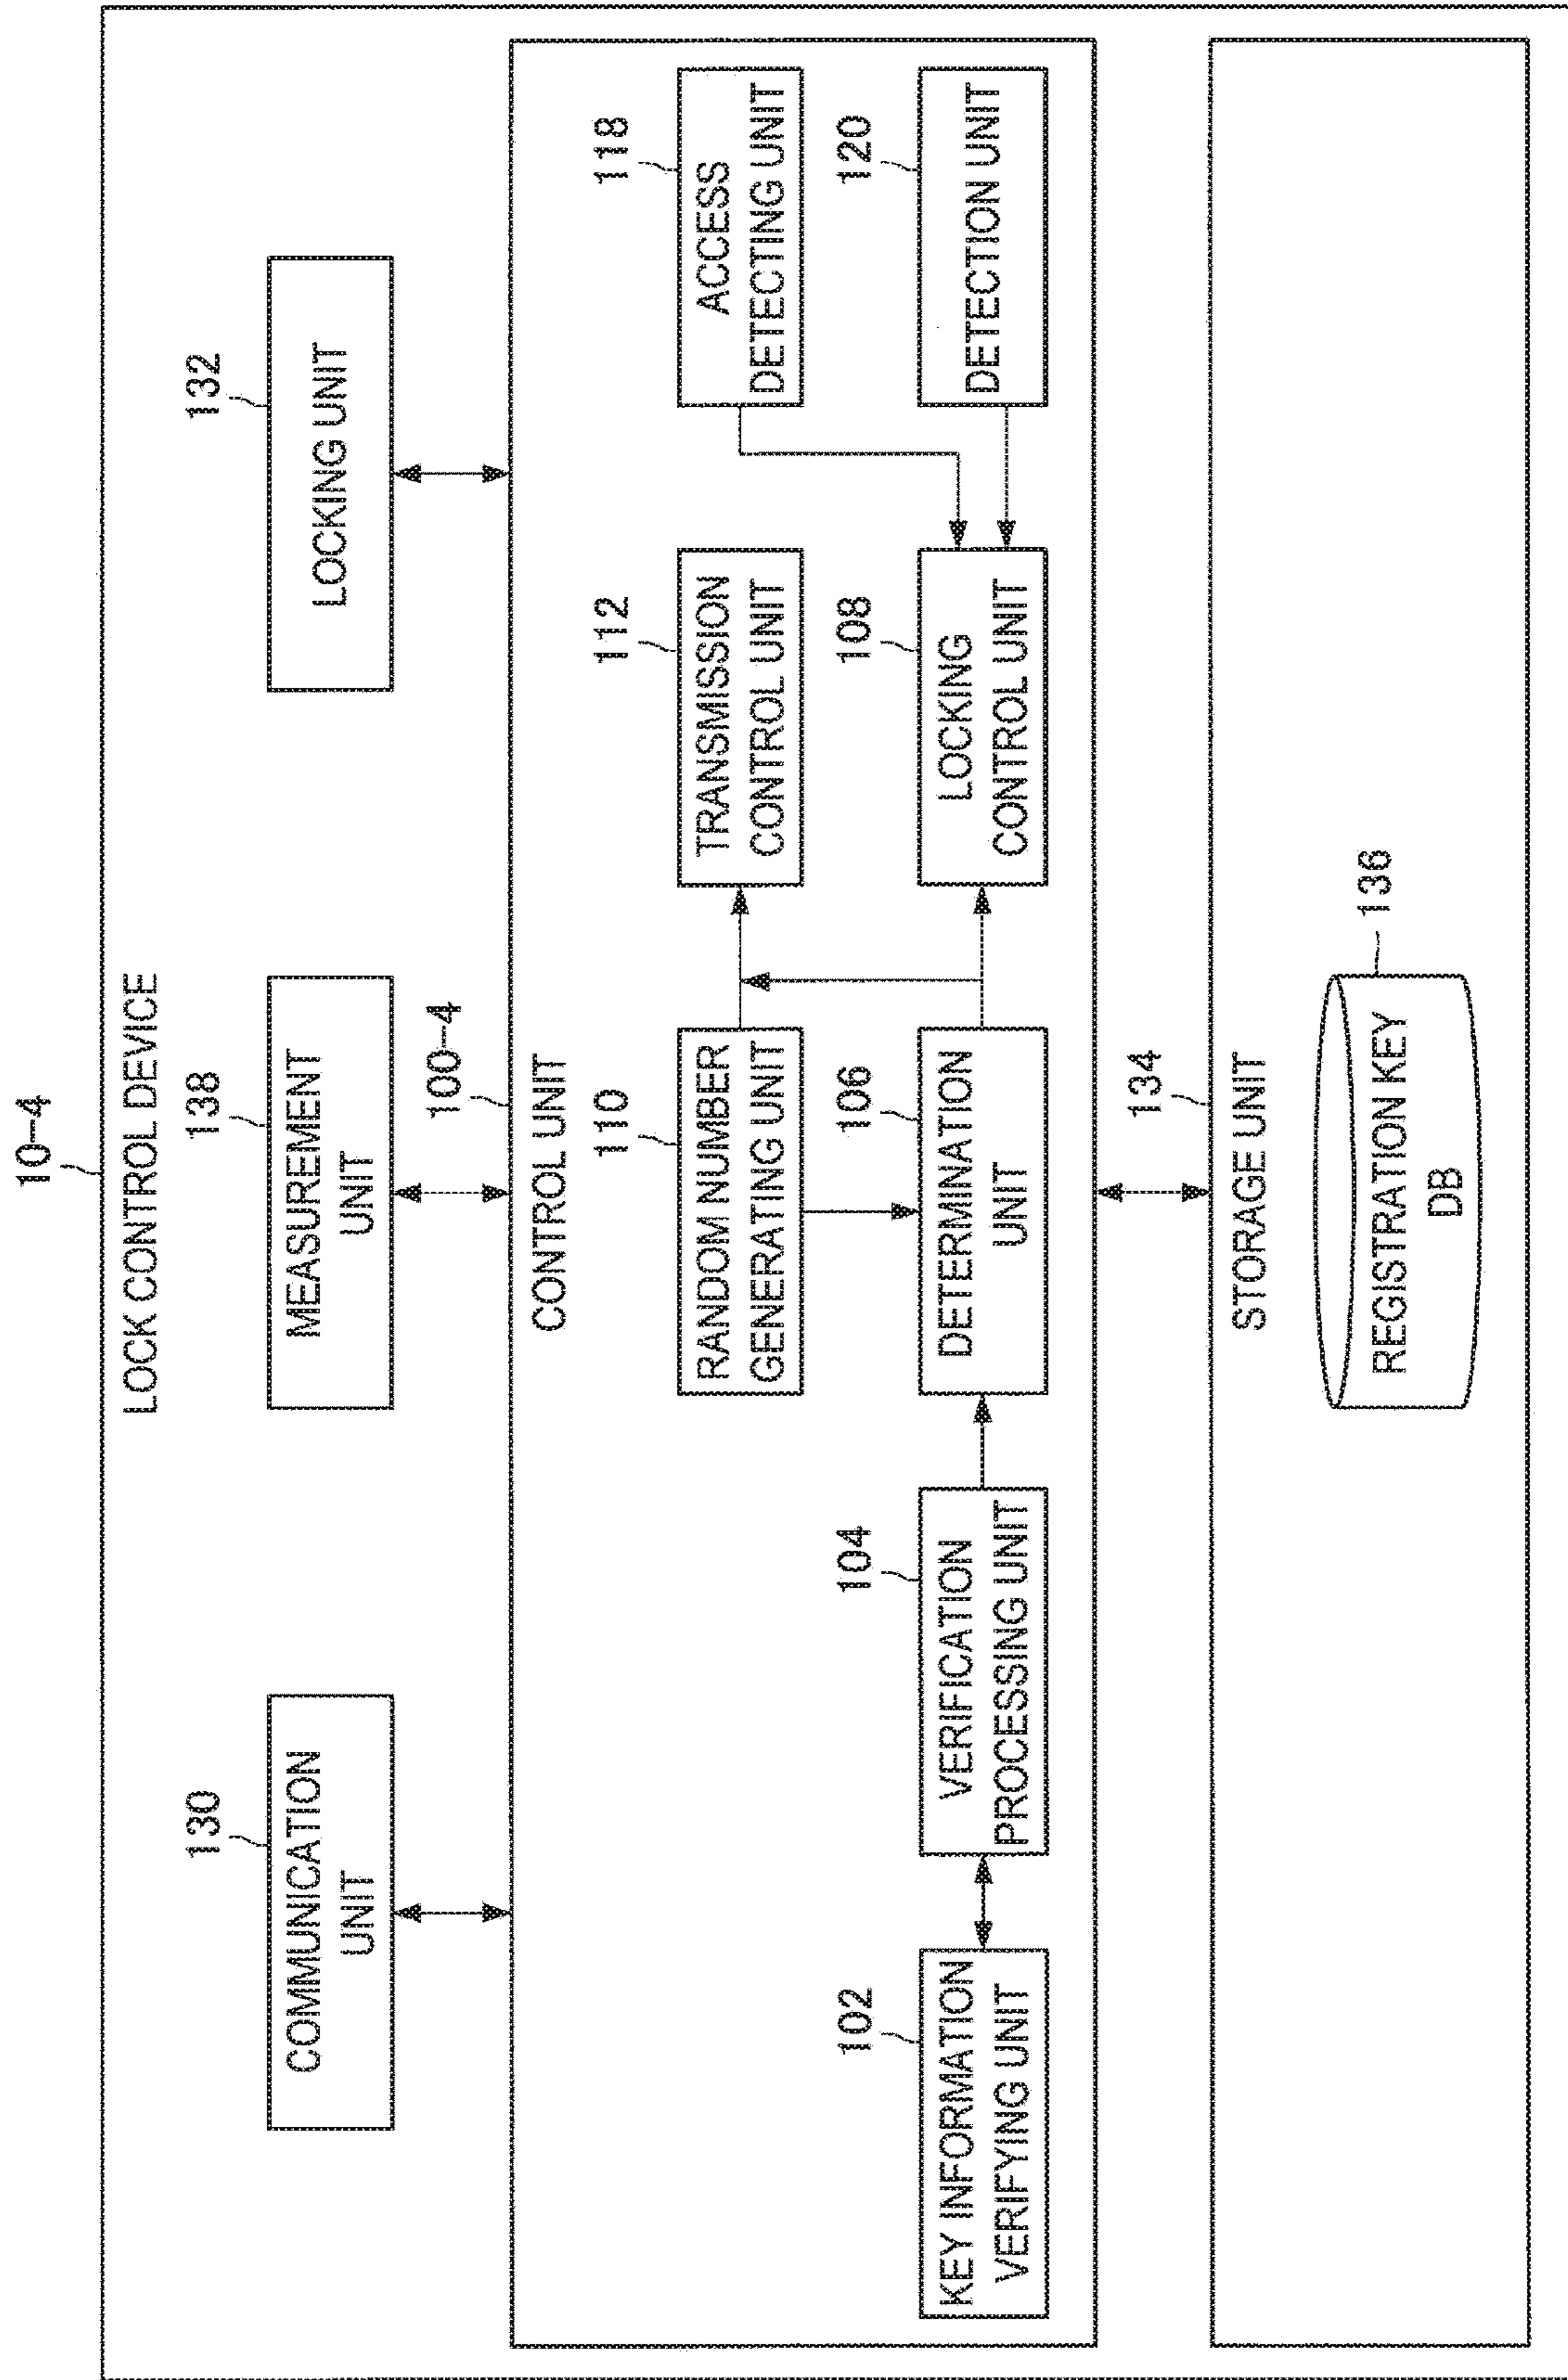 10-4
LOCK CONTROL DEVICE
130
COMMUNICATION
UNIT
138
MEASUREMENT
UNIT
132
LOCKING UNIT
100-4
CONTROL UNIT
110
RANDOM NUMBER
GENERATING UNIT
112
TRANSMISSION
CONTROL UNIT
118
ACCESS
DETECTING UNIT
102
KEY INFORMATION
VERIFYING UNIT
104
VERIFICATION
PROCESSING UNIT
106
DETERMINATION
UNIT
108
LOCKING
CONTROL UNIT
120
DETECTION UNIT
134
STORAGE UNIT
136
REGISTRATION KEY
DB